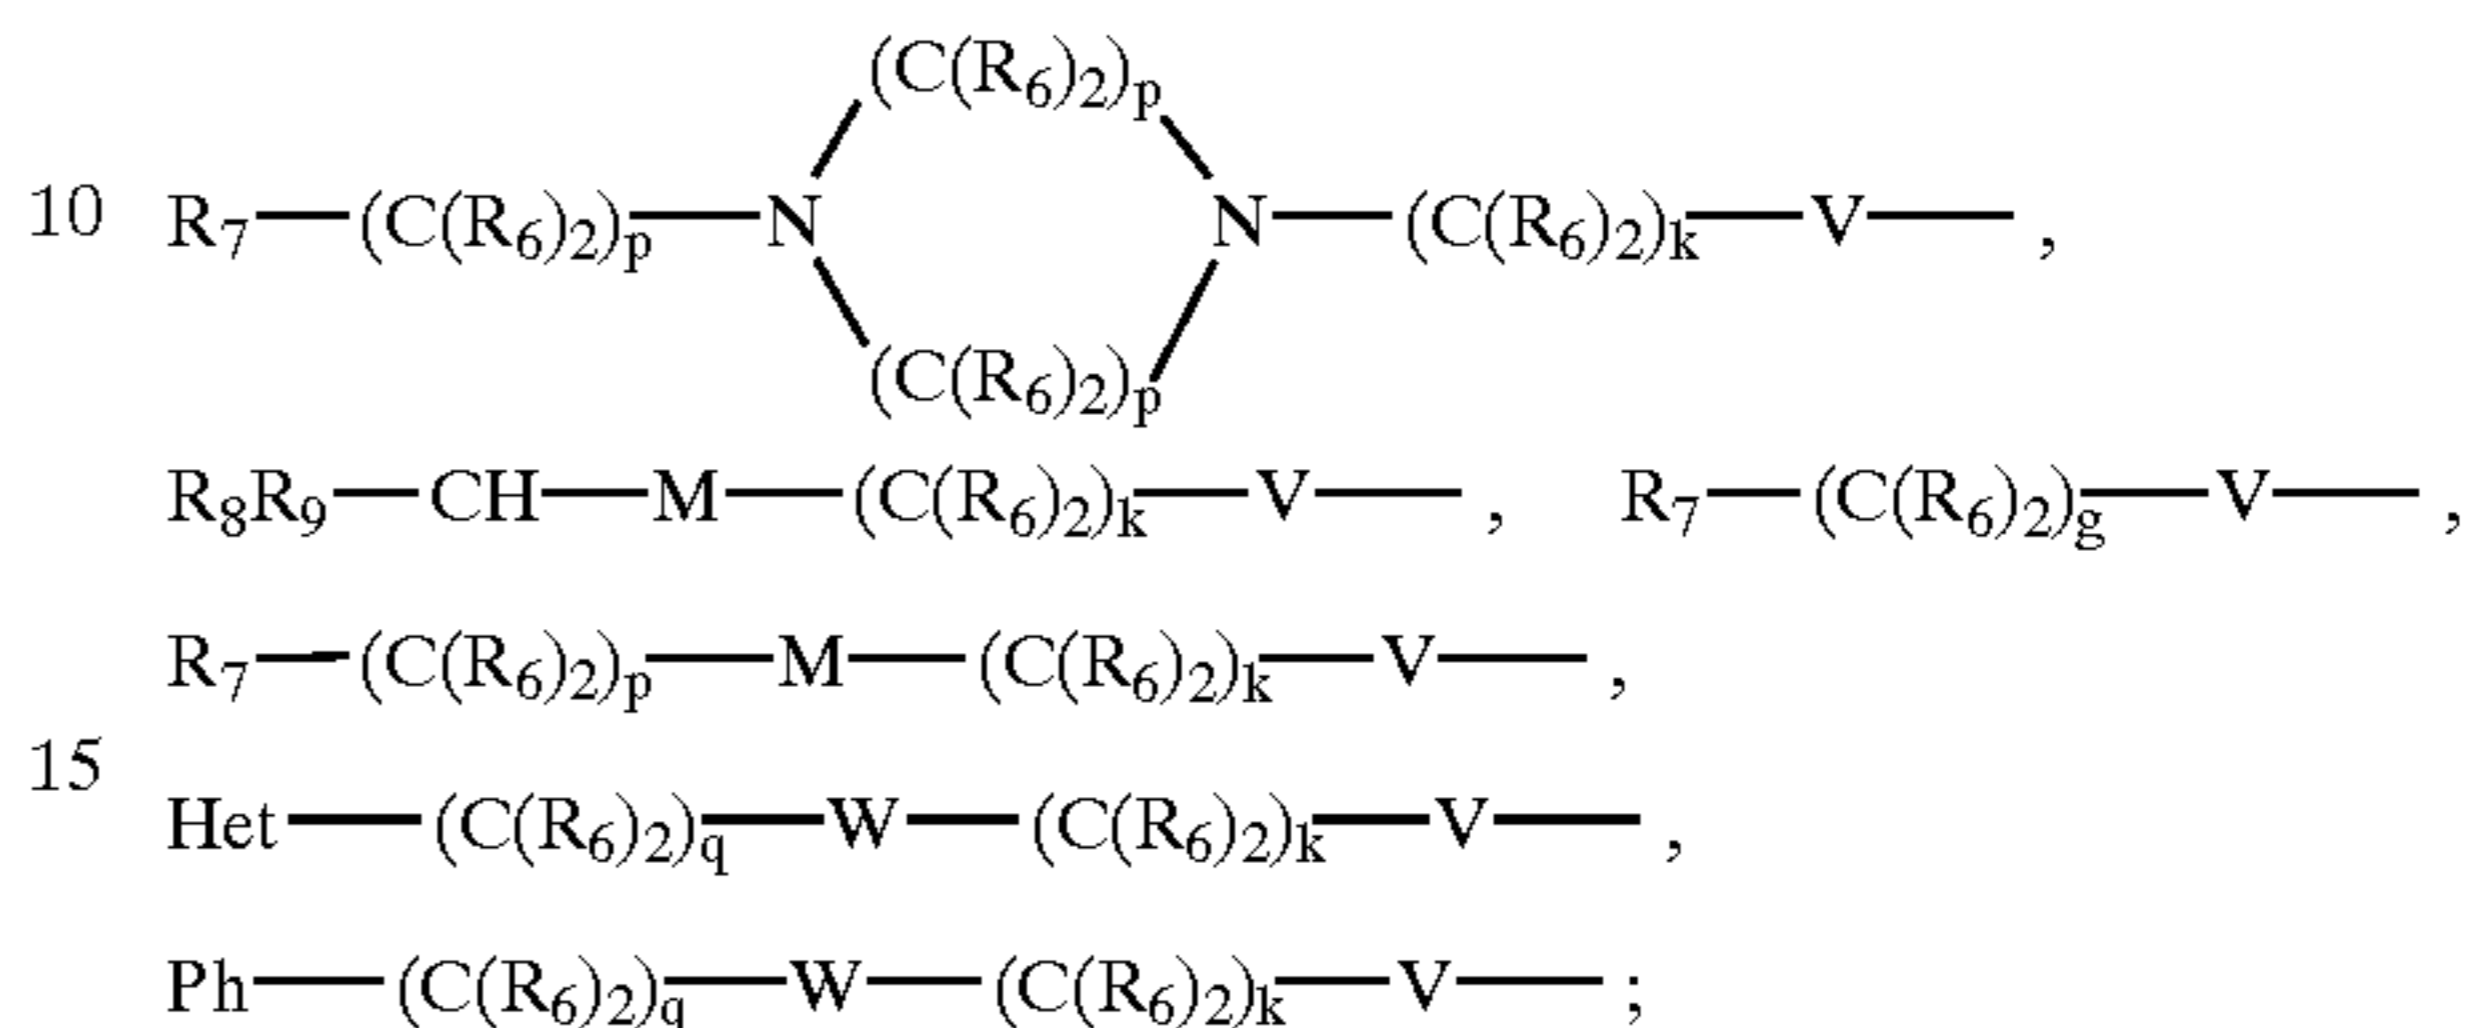 (C(R6)2)p
10 R7—(C(R6)2)p—N N—(C(R6)2)k—V— ,
(C(R6)2)p
R8R9—CH—M—(C(R6)2)k—V— , R7—(C(R6)2)g—V— ,
R7—(C(R6)2)p—M—(C(R6)2)k—V— ,
15
Het—(C(R6)2)q—W—(C(R6)2)k—V— ,
Ph—(C(R6)2)q—W—(C(R6)2)k—V— ;